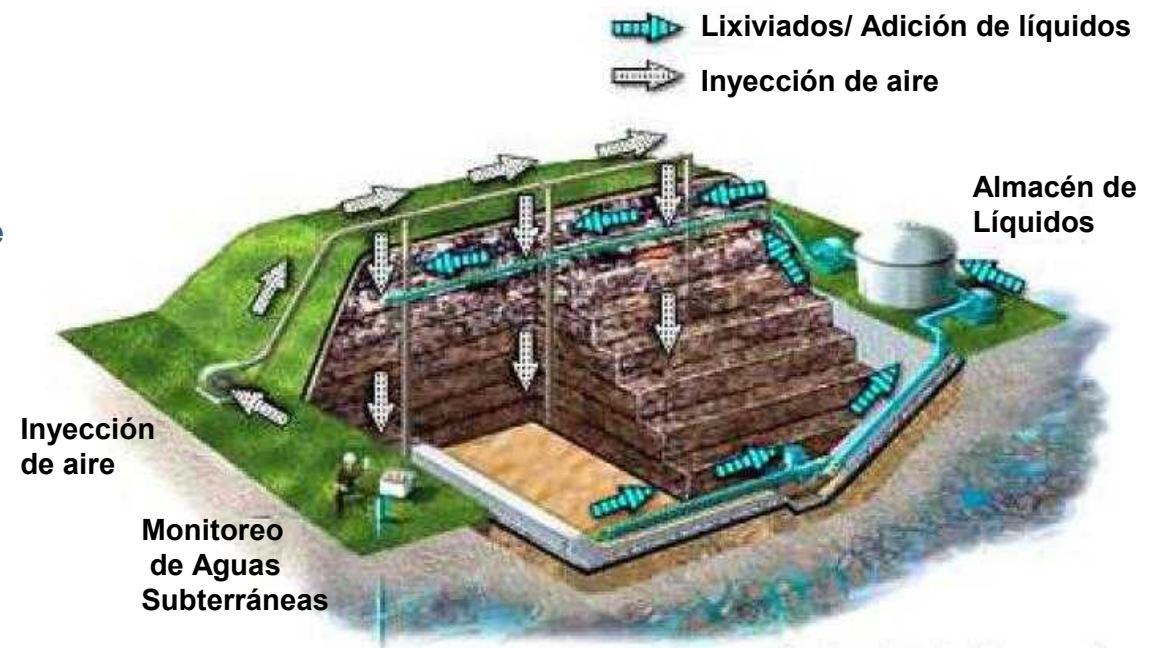 Lixiviados/ Adición de líquidos
Inyección de aire
Almacén de
Líquidos
e
Inyección
de aire
Monitoreo
de Aguas
Subterráneas